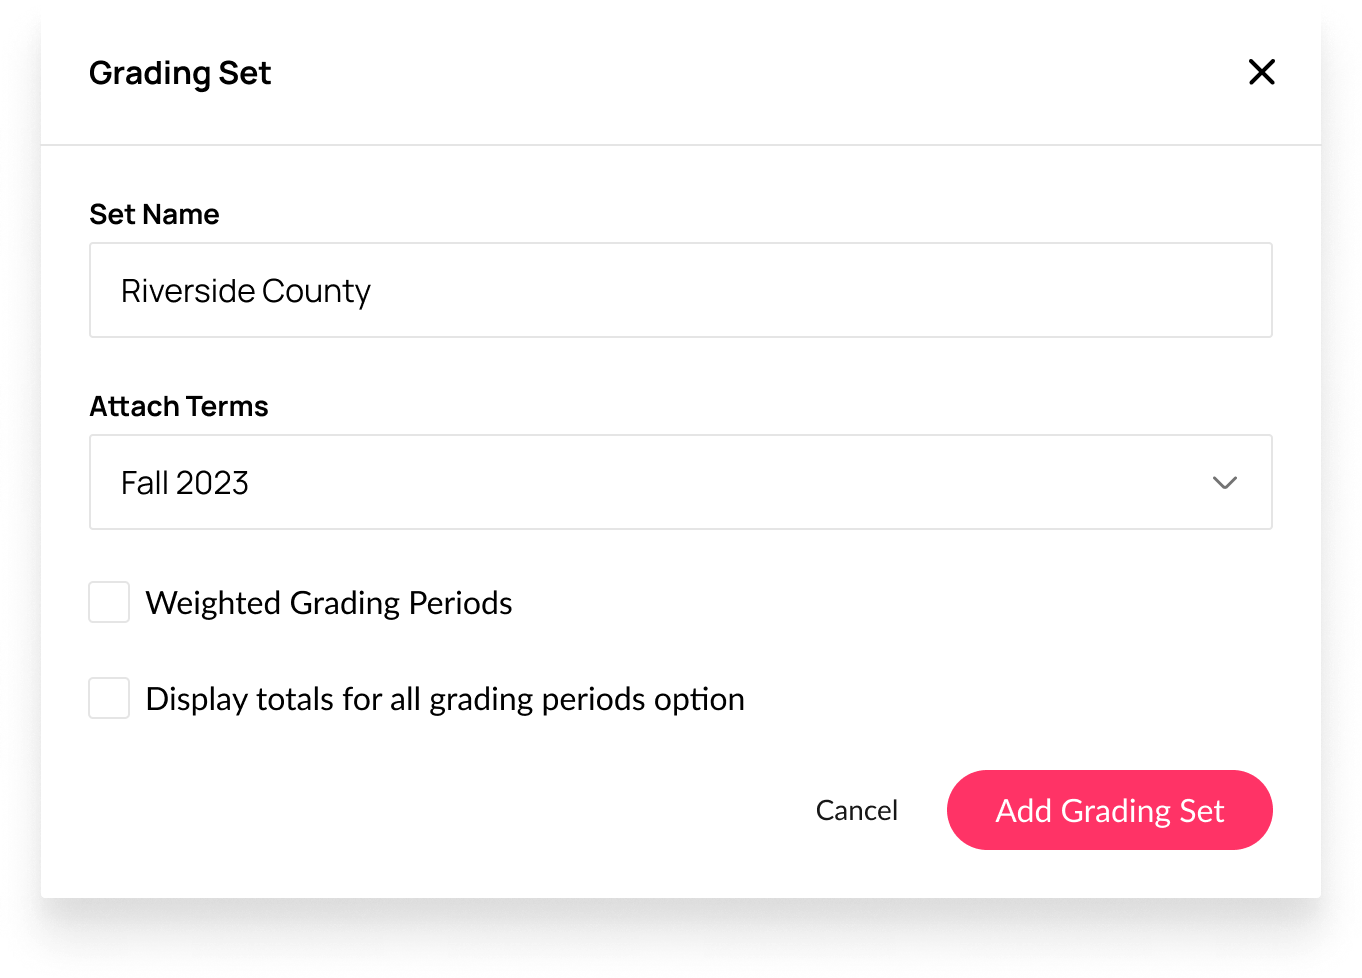 Grading Set
Set Name
Riverside County
Attach Terms
Fall 2023
Weighted Grading Periods
Display totals for all grading periods option
Cancel
Add Grading Set